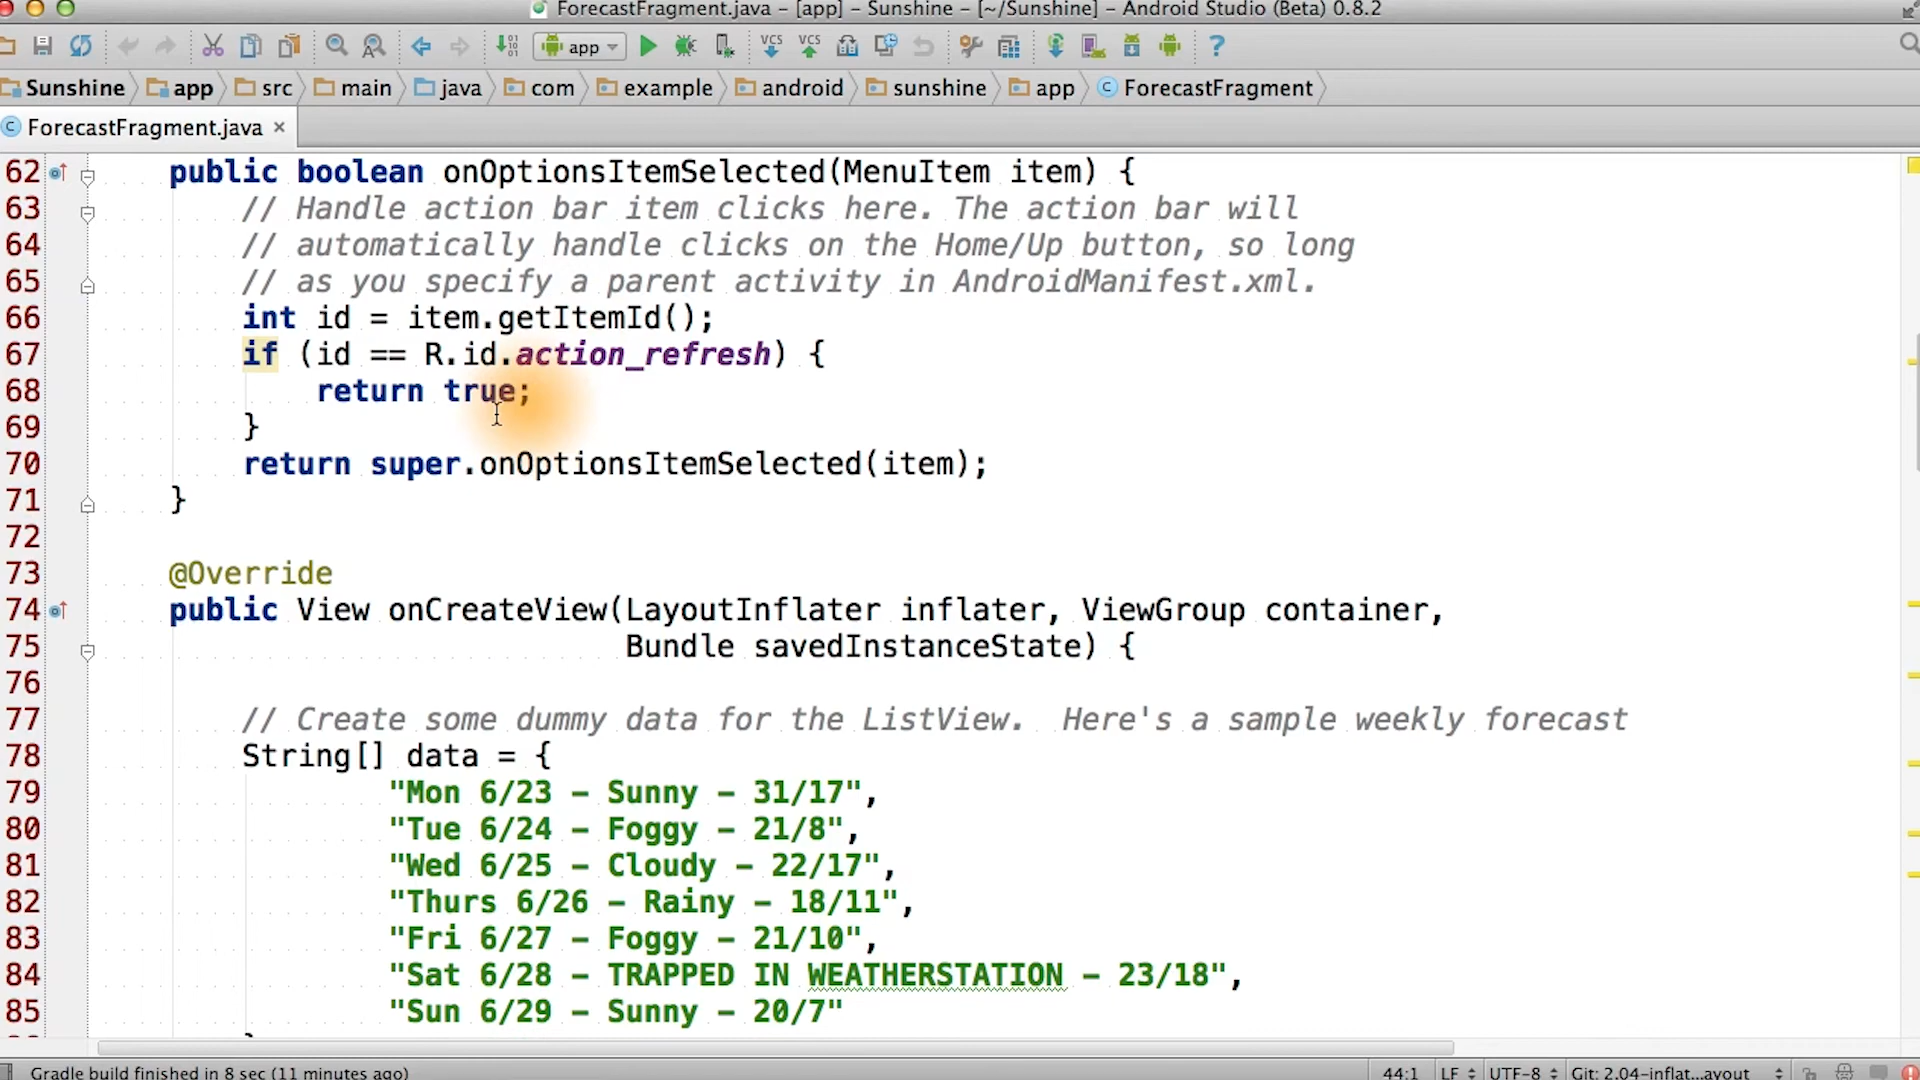 ForecastFragment.java - [app] - Sunshine - [~/Sunshine] - Android Studio (Beta) 0.8.2
app
Sunshine app src main java com example android sunshine app ForecastFragment
ForecastFragment.java
62 public boolean onOptionsItemSelected(MenuItem item) {
63 // Handle action bar item clicks here. The action bar will
64 // automatically handle clicks on the Home/Up button, so long
65 // as you specify a parent activity in AndroidManifest.xml.
66 int id = item.getItemId();
67 if (id == R.id.action_refresh) {
68 return true;
69 }
70 return super.onOptionsItemSelected(item);
71 }
72
73 @Override
74 public View onCreateView(LayoutInflater inflater, ViewGroup container,
75 Bundle savedInstanceState) {
76
77 // Create some dummy data for the ListView.  Here's a sample weekly forecast
78 String[] data = {
79 "Mon 6/23 - Sunny - 31/17",
80 "Tue 6/24 - Foggy - 21/8",
81 "Wed 6/25 - Cloudy - 22/17",
82 "Thurs 6/26 - Rainy - 18/11",
83 "Fri 6/27 - Foggy - 21/10",
84 "Sat 6/28 - TRAPPED IN WEATHERSTATION - 23/18",
85 "Sun 6/29 - Sunny - 20/7"
Gradle build finished in 8 sec (11 minutes ago) 44:1 LF UTF-8 Git: 2.04-inflat...ayout